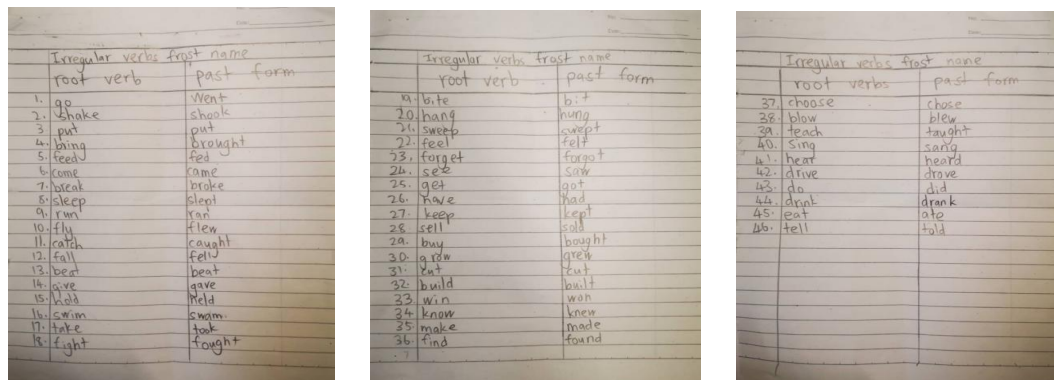 Irregular verbs frost name
root verb past form
1. go went
2. shake shook
3 put put
4. bring brought
5. feed fed
6. come came
7. break broke
8. sleep slept
9. run ran
10. fly flew
11. catch caught
12. fall fell
13. beat beat
14. give gave
15. hold held
16. swim swam.
17. take took
18. fight fought
Irregular verbs frost name
root verb past form
19. bite bit
20. hang hung
21. sweep swept
22. feel felt
23. forget forgot
24. see saw
25. get got
26. have had
27. keep kept
28 sell sold
29. buy bought
30. grow grew
31. cut cut
32. build built
33 win won
34 know knew
35 make made
36. find found
Irregular verbs frost name
root verbs past form
37. choose chose
38. blow blew
39. teach taught
40. sing sang
41. hear heard
42. drive drove
43. do did
44. drink drank
45. eat ate
46. tell told